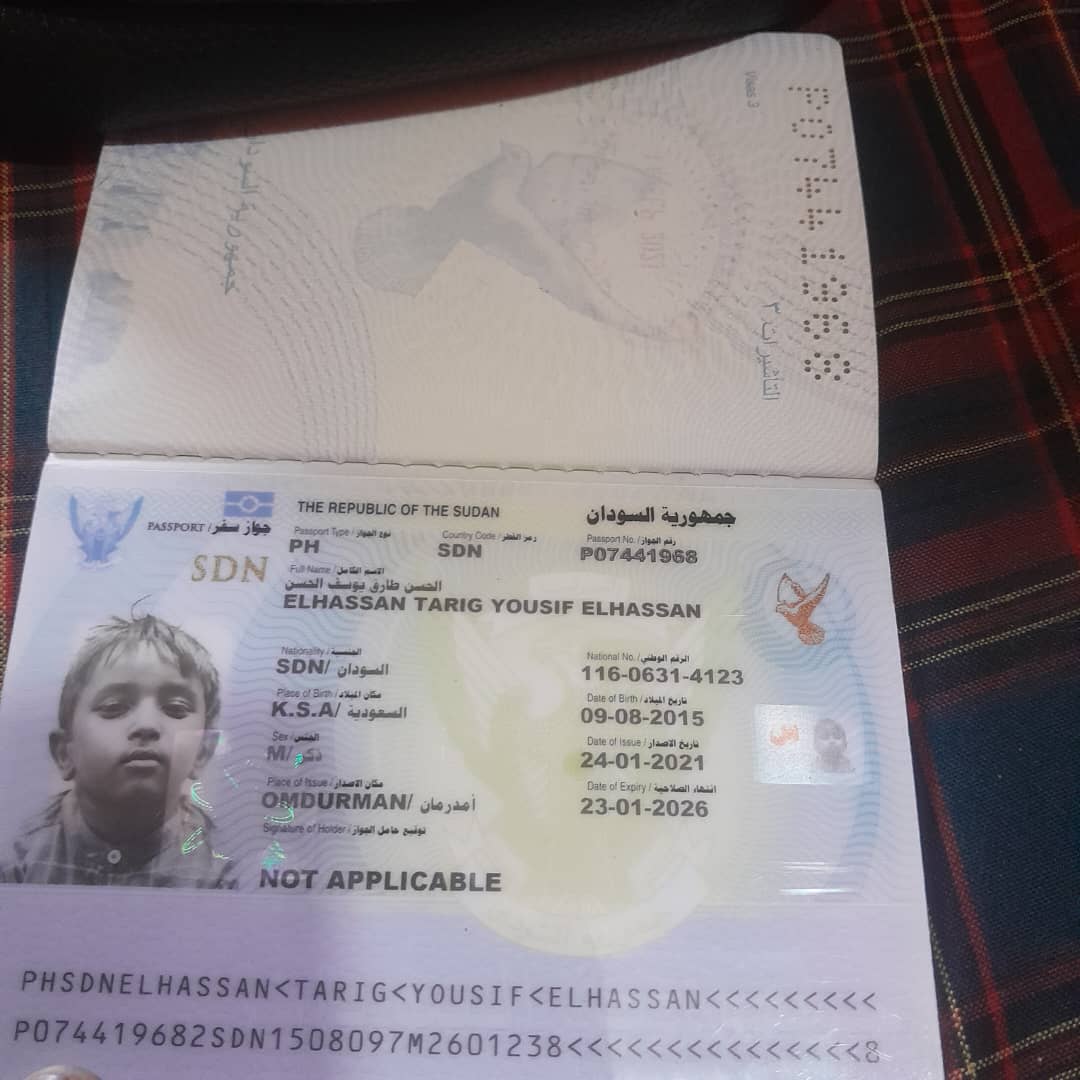 Visas 3
التأشيرات ٣
P07441968
جمهورية السودان
THE REPUBLIC OF THE SUDAN
جمهورية السودان
PASSPORT / جواز سفر
SDN
Passport Type / نوع الجواز
PH
Country Code / رمز القطر
SDN
Passport No. / رقم الجواز
P07441968
Full Name / الاسم الكامل
الحسن طارق يوسف الحسن
ELHASSAN TARIG YOUSIF ELHASSAN
Nationality / الجنسية
SDN/ السودان
National No. / الرقم الوطني
116-0631-4123
Place of Birth / مكان الميلاد
K.S.A/ السعودية
Date of Birth / تاريخ الميلاد
09-08-2015
Sex / الجنس
M/ ذكر
Date of Issue / تاريخ الاصدار
24-01-2021
Place of Issue / مكان الاصدار
OMDURMAN/ أمدرمان
Date of Expiry / انتهاء الصلاحية
23-01-2026
Signature of Holder / توقيع حامل الجواز
NOT APPLICABLE
PHSDNELHASSAN<TARIG<YOUSIF<ELHASSAN<<<<<<<<<
P074419682SDN1508097M2601238<<<<<<<<<<<<<<<8